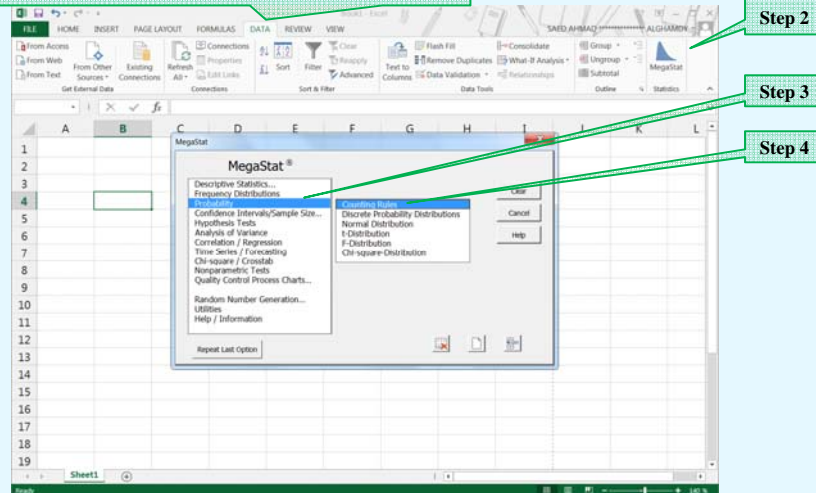 Book1 - Excel
SAED AHMAD ALGHAMDI
FILE HOME INSERT PAGE LAYOUT FORMULAS DATA REVIEW VIEW
Step 2
From Access
From Web
From Text
From Other Sources
Existing Connections
Get External Data
Refresh All
Connections
Properties
Edit Links
Connections
Sort
Filter
Clear
Reapply
Advanced
Sort & Filter
Text to Columns
Flash Fill
Remove Duplicates
Data Validation
Consolidate
What-If Analysis
Relationships
Data Tools
Group
Ungroup
Subtotal
Outline
MegaStat
Statistics
Step 3
fx
A B C D E F G H I J K L
Step 4
MegaStat
MegaStat ®
Descriptive Statistics...
Frequency Distributions
Probability
Confidence Intervals/Sample Size...
Hypothesis Tests
Analysis of Variance
Correlation / Regression
Time Series / Forecasting
Chi-square / Crosstab
Nonparametric Tests
Quality Control Process Charts...
Random Number Generation...
Utilities
Help / Information
Counting Rules
Discrete Probability Distributions
Normal Distribution
t-Distribution
F-Distribution
Chi-square-Distribution
Clear
Cancel
Help
Repeat Last Option
1
2
3
4
5
6
7
8
9
10
11
12
13
14
15
16
17
18
19
Sheet1
Ready
140 %